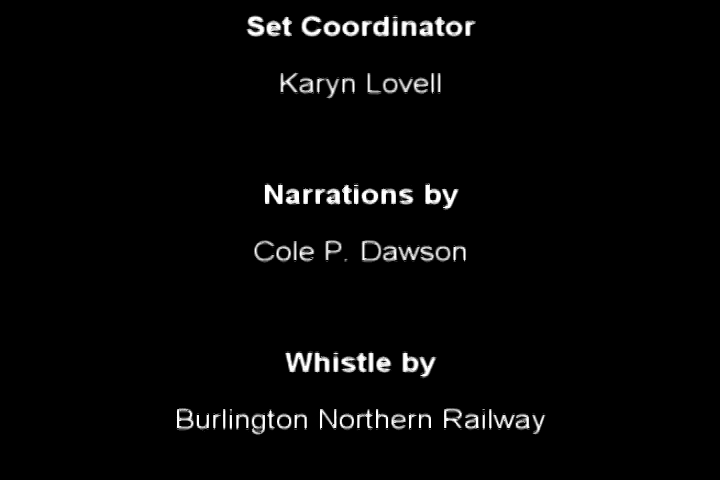 Set Coordinator
Karyn Lovell
Narrations by
Cole P. Dawson
Whistle by
Burlington Northern Railway